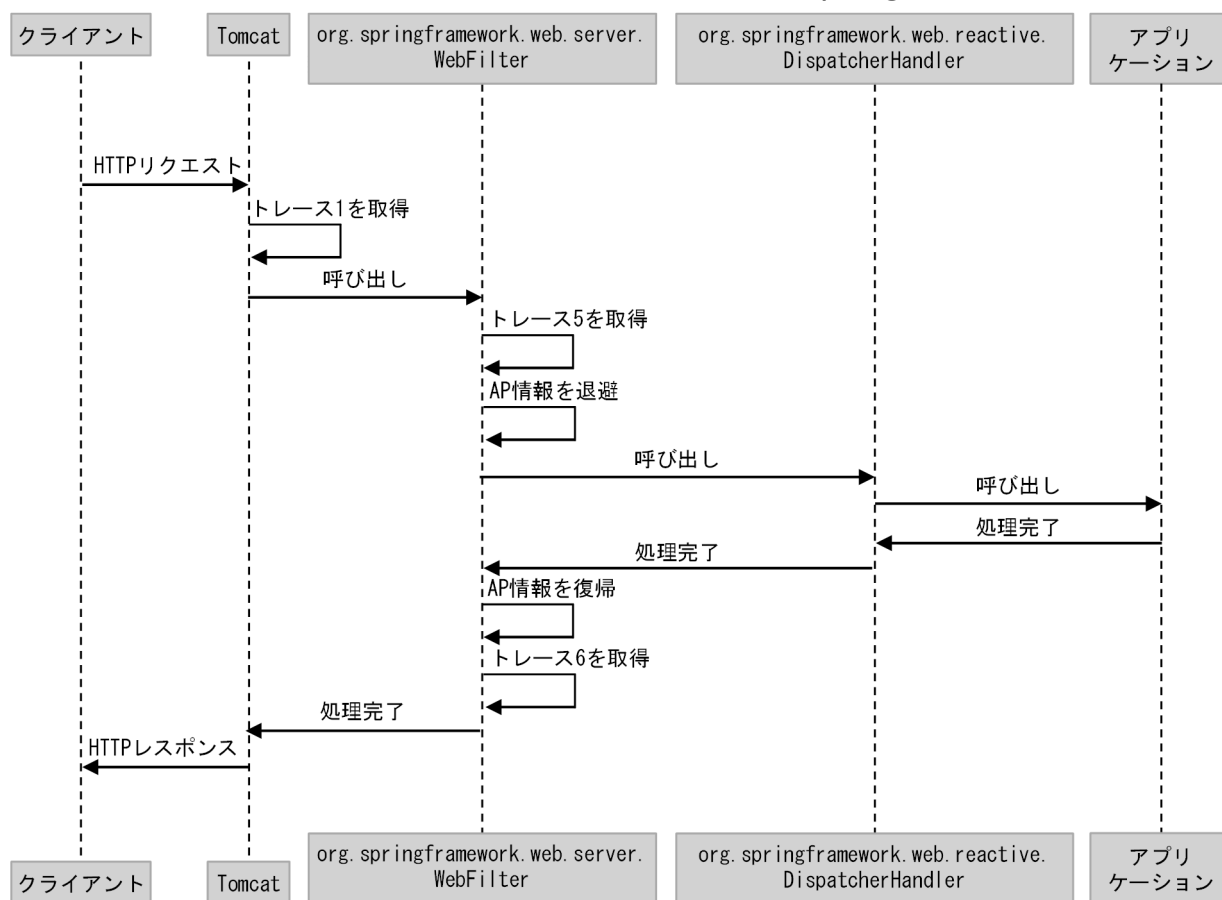 クライアント
Tomcat
org.springframework.web.server.
WebFilter
org.springframework.web.reactive.
DispatcherHandler
アプリ
ケーション
HTTPリクエスト
トレース1を取得
呼び出し
トレース5を取得
AP情報を退避
呼び出し
呼び出し
処理完了
処理完了
AP情報を復帰
トレース6を取得
処理完了
HTTPレスポンス
クライアント
Tomcat
org.springframework.web.server.
WebFilter
org.springframework.web.reactive.
DispatcherHandler
アプリ
ケーション